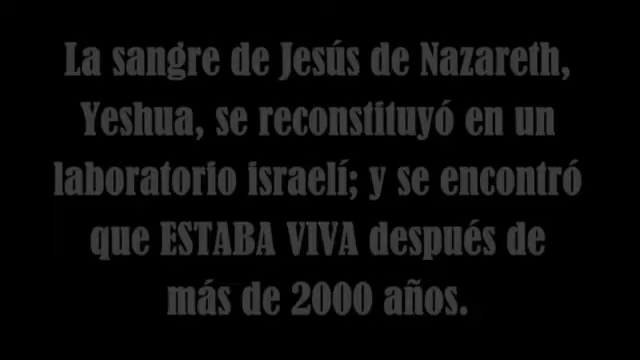 La sangre de Jesús de Nazareth,
Yeshua, se reconstituyó en un
laboratorio israelí; y se encontró
que ESTABA VIVA después de
más de 2000 años.